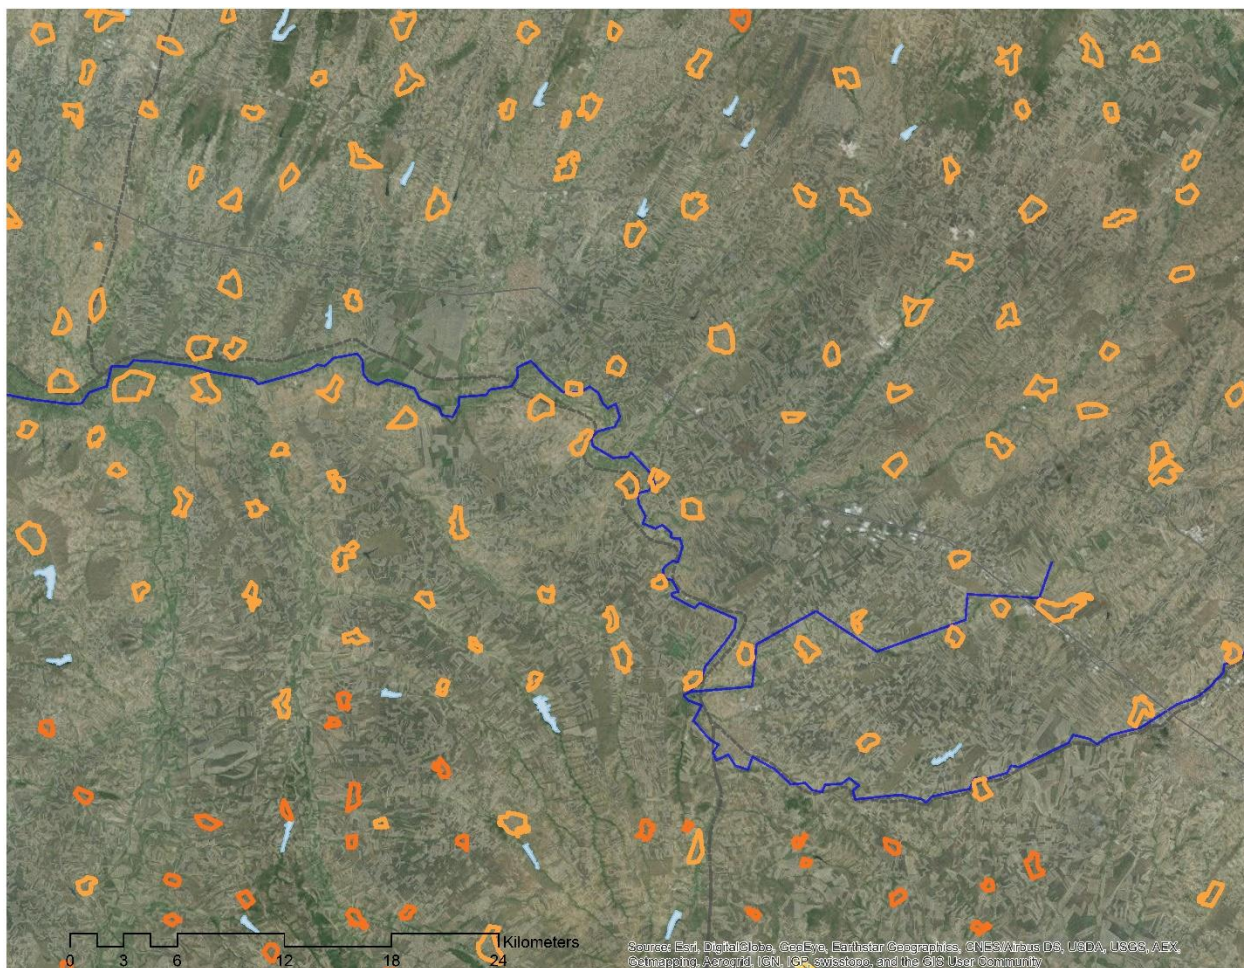 Kilometers
0 3 6 12 18 24
Source: Esri, DigitalGlobe, GeoEye, Earthstar Geographics, CNES/Airbus DS, USDA, USGS, AEX,
Getmapping, Aerogrid, IGN, IGP, swisstopo, and the GIS User Community